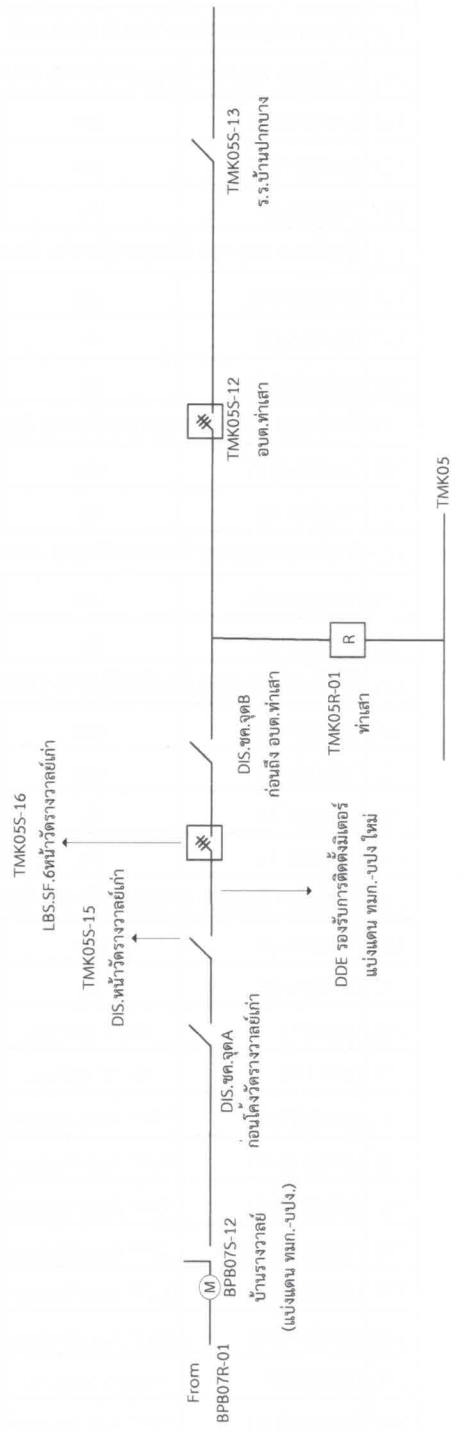 From
BPB07R-01
M
BPB07S-12
บ้านรางวาลย์
(แบ่งแดน ทมก.-บปง.)
DIS.ชค.จุดA
ก่อนโค้งวัดรางวาลย์เก่า
TMK05S-15
DIS.หน้าวัดรางวาลย์เก่า
TMK05S-16
LBS.SF.6หน้าวัดรางวาลย์เก่า
DDE รองรับการติดตั้งมิเตอร์
แบ่งแดน ทมก.-บปง ใหม่
DIS.ชค.จุดB
ก่อนถึง อบต.ท่าเสา
R
TMK05R-01
ท่าเสา
TMK05
TMK05S-12
อบต.ท่าเสา
TMK05S-13
ร.ร.บ้านปากบาง